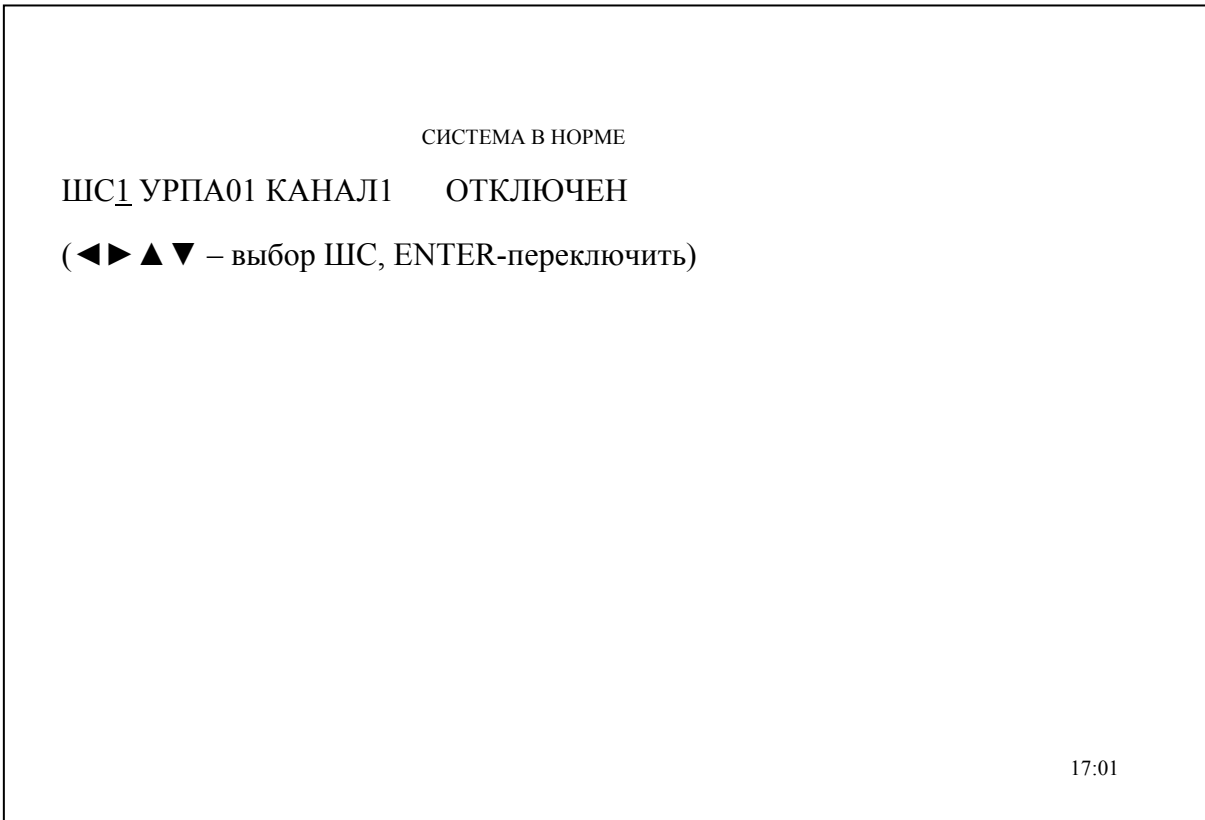 СИСТЕМА В НОРМЕ
ШС1 УРПА01 КАНАЛ1 ОТКЛЮЧЕН
(◄► ▲ ▼ – выбор ШС, ENTER-переключить)
17:01